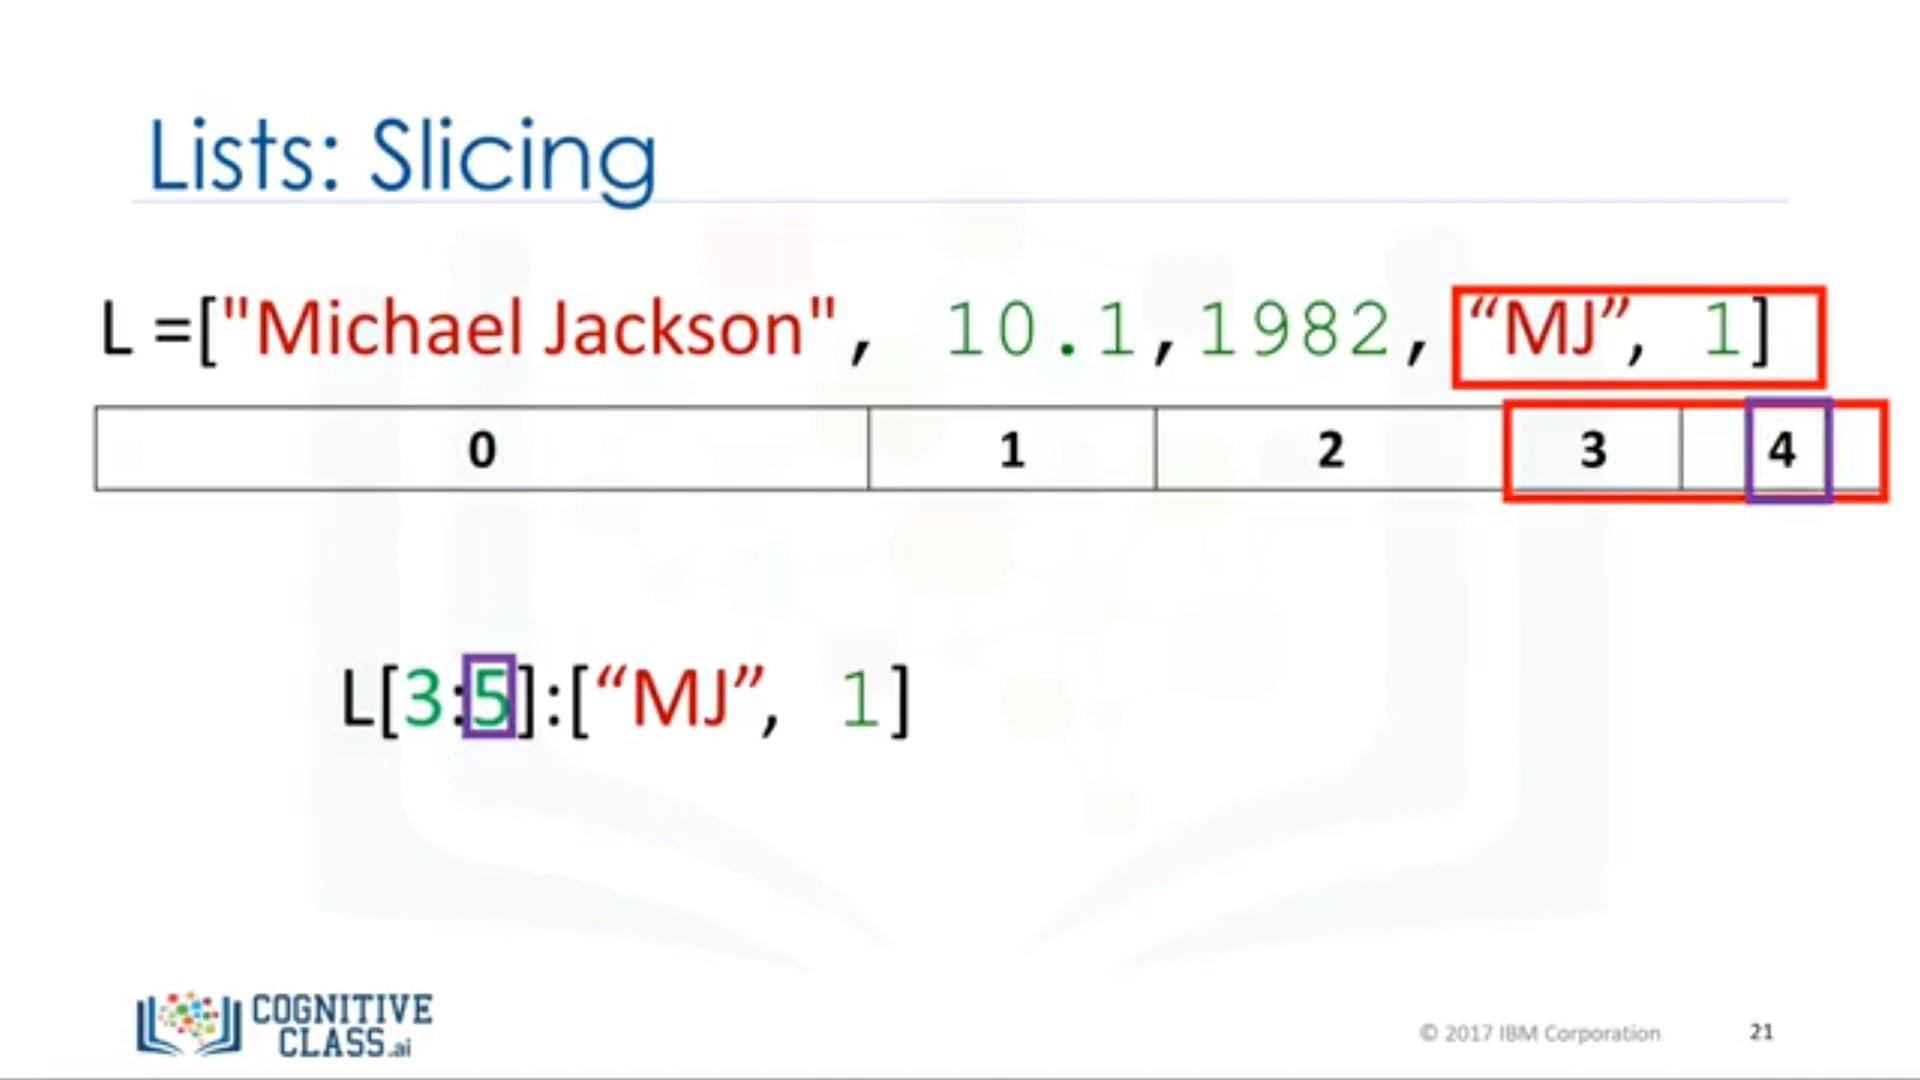 Lists: Slicing
L =["Michael Jackson" , 10.1,1982, “MJ”, 1]
0 1 2 3 4
L[3:5]:[“MJ”, 1]
COGNITIVE
CLASS.ai
© 2017 IBM Corporation 21